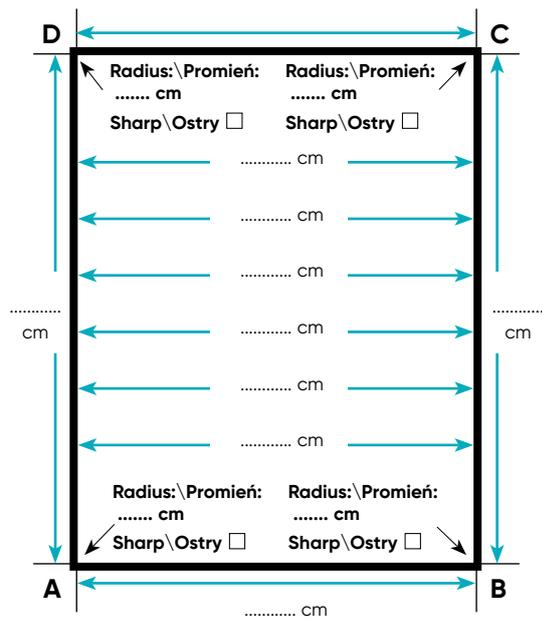 D C
Radius:\Promień: Radius:\Promień:
....... cm ....... cm
Sharp\Ostry Sharp\Ostry
............ cm
............ cm
............ cm
............ cm
............ ............
cm cm
............ cm
............ cm
Radius:\Promień: Radius:\Promień:
....... cm ....... cm
Sharp\Ostry Sharp\Ostry
A B
............ cm